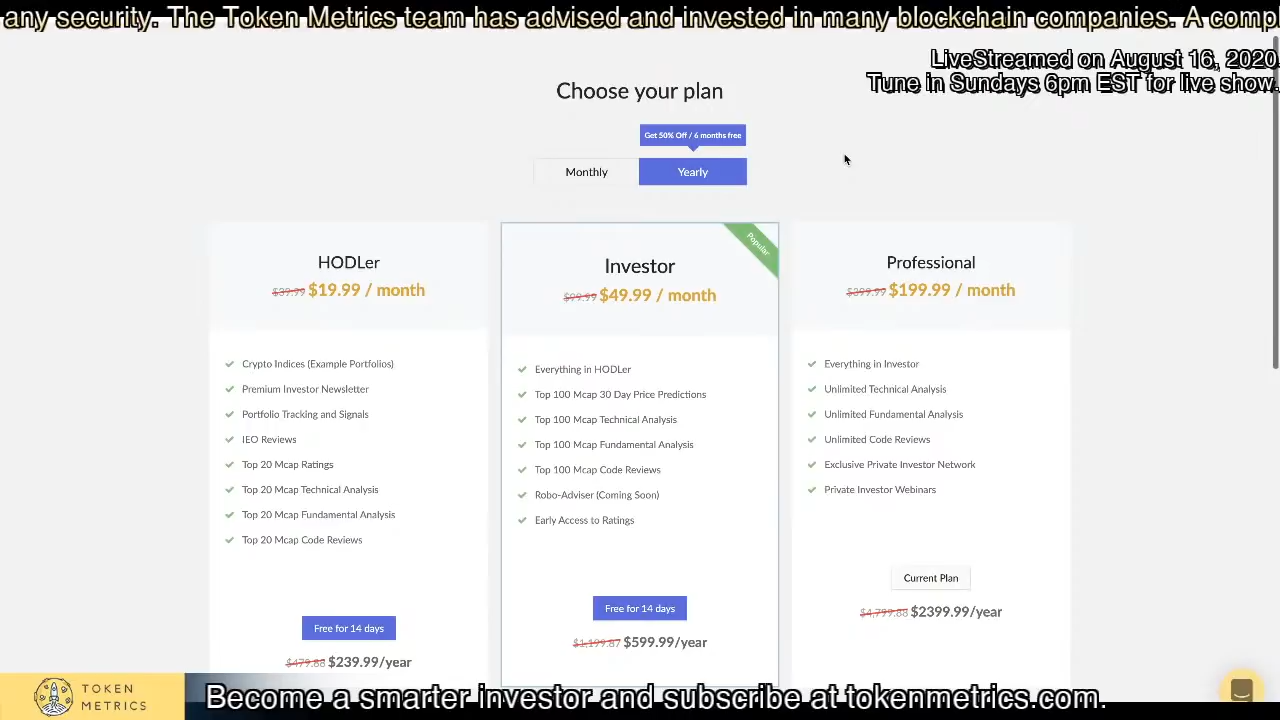 any security. The Token Metrics team has advised and invested in many blockchain companies. A compl
LiveStreamed on August 16, 2020.
Tune in Sundays 6pm EST for live show.
Choose your plan
Get 50% Off / 6 months free
Monthly
Yearly
HODLer
$39.99 $19.99 / month
Crypto Indices (Example Portfolios)
Premium Investor Newsletter
Portfolio Tracking and Signals
IEO Reviews
Top 20 Mcap Ratings
Top 20 Mcap Technical Analysis
Top 20 Mcap Fundamental Analysis
Top 20 Mcap Code Reviews
Free for 14 days
$479.88 $239.99/year
Popular
Investor
$99.99 $49.99 / month
Everything in HODLer
Top 100 Mcap 30 Day Price Predictions
Top 100 Mcap Technical Analysis
Top 100 Mcap Fundamental Analysis
Top 100 Mcap Code Reviews
Robo-Adviser (Coming Soon)
Early Access to Ratings
Free for 14 days
$1,199.87 $599.99/year
Professional
$399.99 $199.99 / month
Everything in Investor
Unlimited Technical Analysis
Unlimited Fundamental Analysis
Unlimited Code Reviews
Exclusive Private Investor Network
Private Investor Webinars
Current Plan
$4,799.88 $2399.99/year
TOKEN
METRICS
Become a smarter investor and subscribe at tokenmetrics.com.